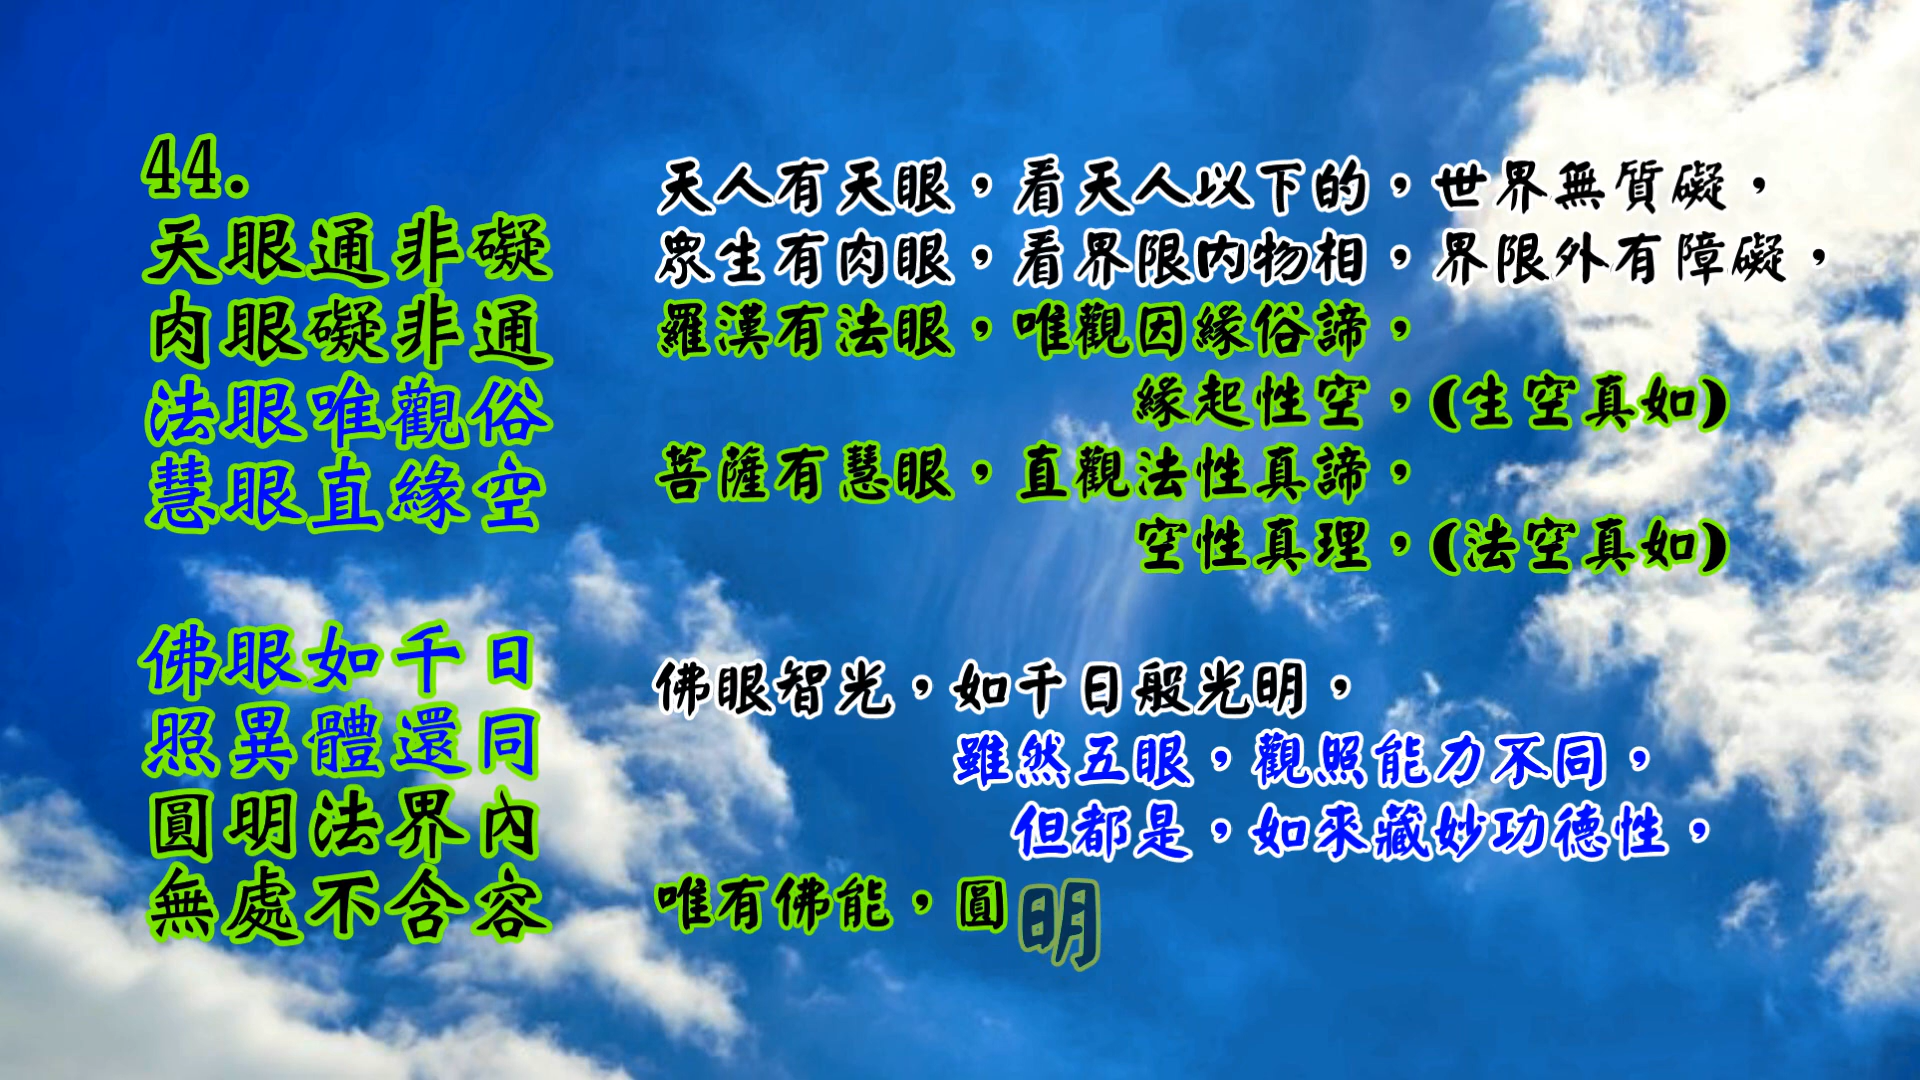 44.
天眼通非礙
肉眼礙非通
法眼唯觀俗
慧眼直緣空
佛眼如千日
照異體還同
圓明法界內
無處不含容
天人有天眼，看天人以下的，世界無質礙，
眾生有肉眼，看界限內物相，界限外有障礙，
羅漢有法眼，唯觀因緣俗諦，
緣起性空，(生空真如)
菩薩有慧眼，直觀法性真諦，
空性真理，(法空真如)
佛眼智光，如千日般光明，
雖然五眼，觀照能力不同，
但都是，如來藏妙功德性，
唯有佛能，圓明